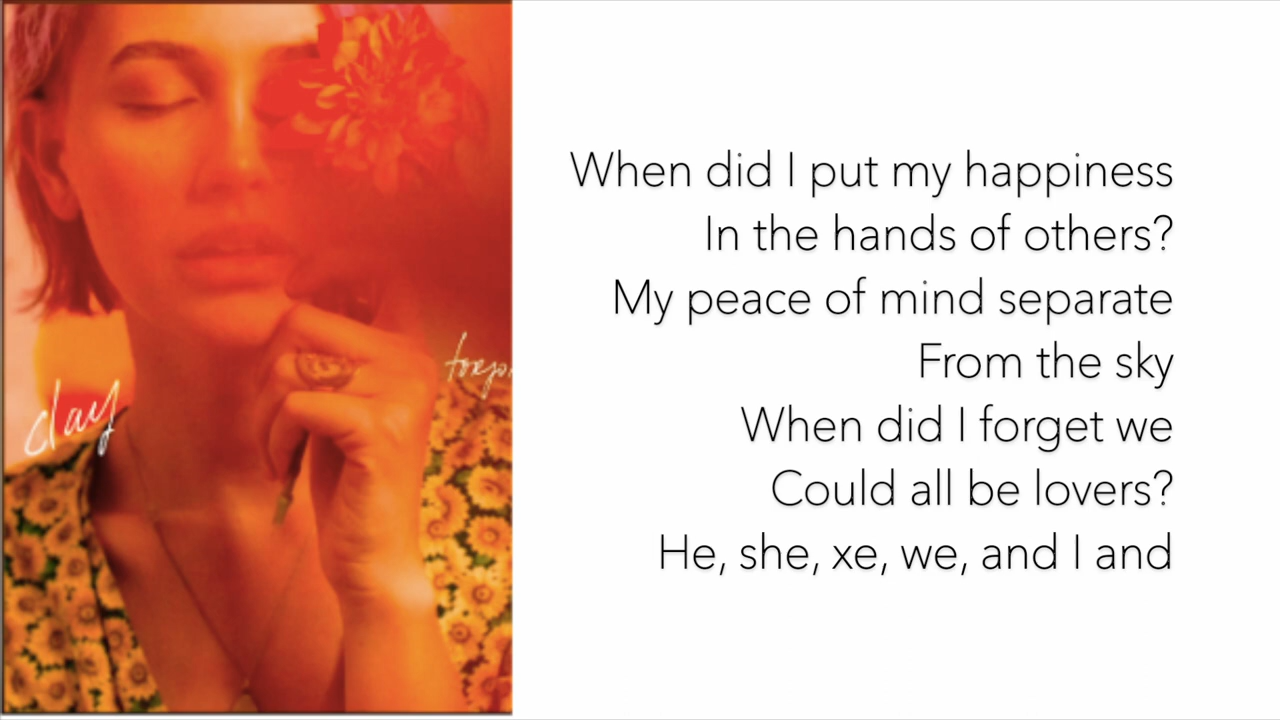 clay
When did I put my happiness
In the hands of others?
My peace of mind separate
From the sky
When did I forget we
Could all be lovers?
He, she, xe, we, and I and